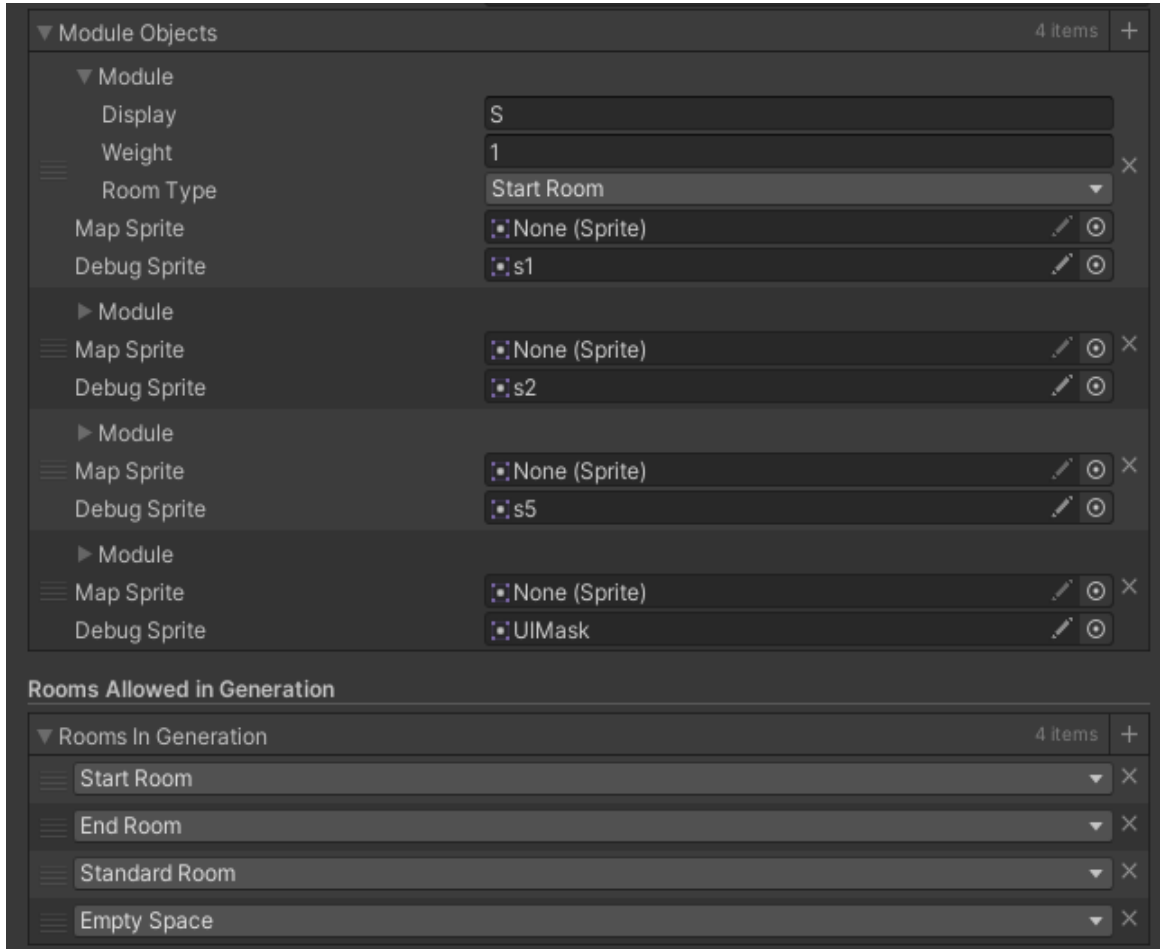 Module Objects 4 items +
Module
Display S
Weight 1
Room Type Start Room
Map Sprite None (Sprite)
Debug Sprite s1
Module
Map Sprite None (Sprite)
Debug Sprite s2
Module
Map Sprite None (Sprite)
Debug Sprite s5
Module
Map Sprite None (Sprite)
Debug Sprite UIMask
Rooms Allowed in Generation
Rooms In Generation 4 items +
Start Room
End Room
Standard Room
Empty Space